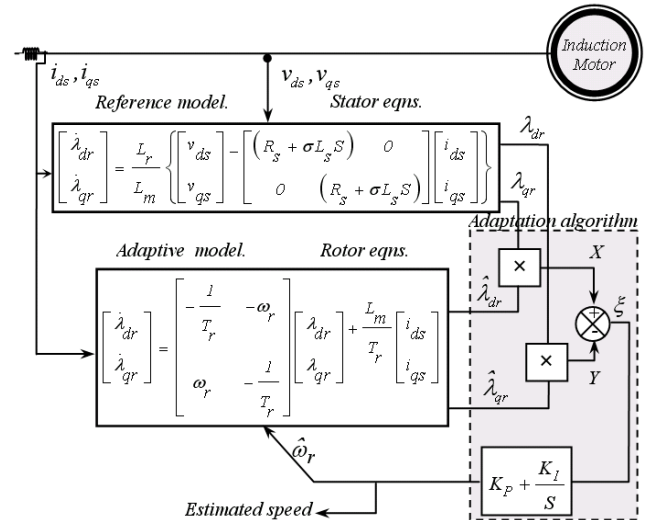 Induction
Motor
i_ds, i_qs
v_ds, v_qs
Reference model. Stator eqns.
[λ̇_dr; λ̇_qr] = L_r/L_m {[v_ds; v_qs] − [(R_s + σL_sS) 0; 0 (R_s + σL_sS)] [i_ds; i_qs]}
λ_dr
λ_qr
Adaptation algorithm
Adaptive model. Rotor eqns.
[λ̇_dr; λ̇_qr] = [−1/T_r −ω_r; ω_r −1/T_r] [λ_dr; λ_qr] + L_m/T_r [i_ds; i_qs]
λ̂_dr
×
X
+
-
ξ
×
Y
λ̂_qr
ω̂_r
K_P + K_I/S
Estimated speed